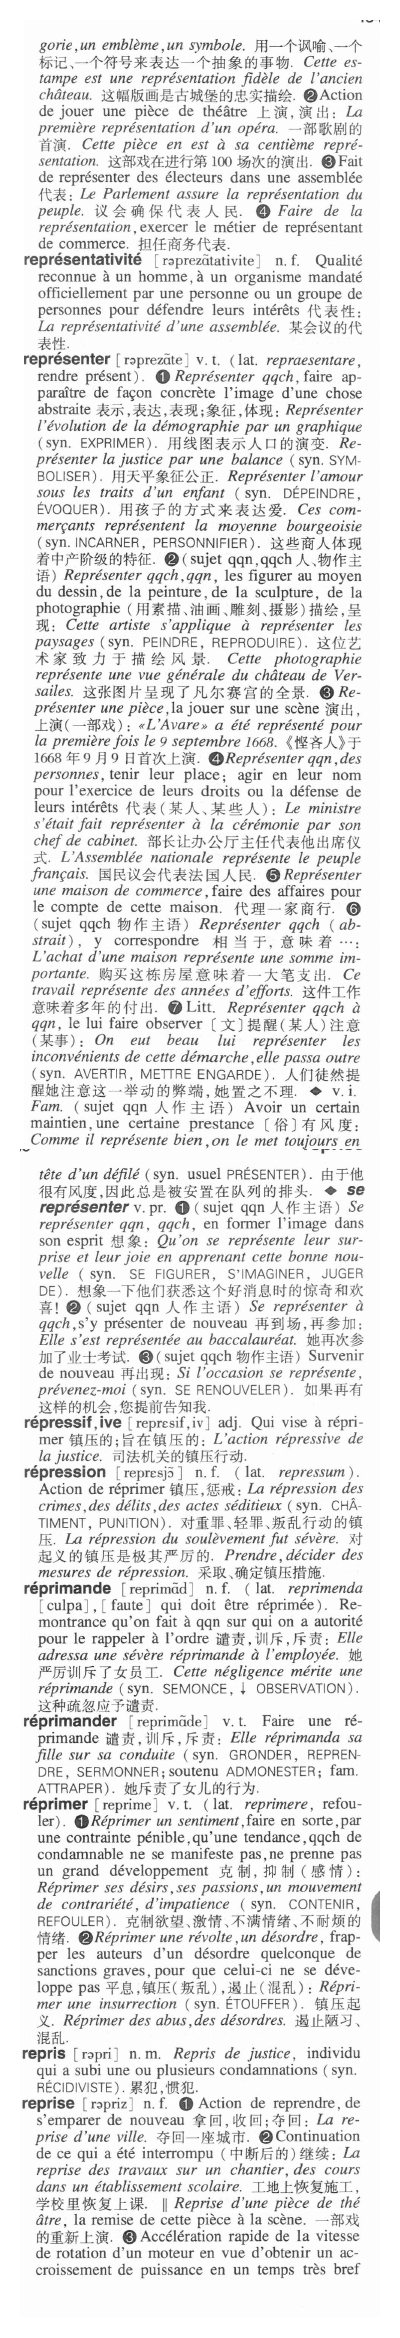 gorie,un emblème,un symbole. 用一个讽喻、一个
标记、一个符号来表达一个抽象的事物. Cette es-
tampe est une représentation fidèle de l'ancien
château. 这幅版画是古城堡的忠实描绘. ❷Action
de jouer une pièce de théâtre 上演,演出: La
première représentation d'un opéra. 一部歌剧的
首演. Cette pièce en est à sa centième repré-
sentation. 这部戏在进行第 100 场次的演出. ❸Fait
de représenter des électeurs dans une assemblée
代表: Le Parlement assure la représentation du
peuple. 议会确保代表人民. ❹ Faire de la
représentation,exercer le métier de représentant
de commerce. 担任商务代表.
représentativité [rəprezɑ̃tativite] n. f. Qualité
reconnue à un homme,à un organisme mandaté
officiellement par une personne ou un groupe de
personnes pour défendre leurs intérêts 代表性:
La représentativité d'une assemblée. 某会议的代
表性.
représenter [rəprezɑ̃te] v. t. (lat. repraesentare,
rendre présent). ❶ Représenter qqch, faire ap-
paraître de façon concrète l'image d'une chose
abstraite 表示,表达,表现;象征,体现: Représenter
l'évolution de la démographie par un graphique
(syn. EXPRIMER). 用线图表示人口的演变. Re-
présenter la justice par une balance (syn. SYM-
BOLISER). 用天平象征公正. Représenter l'amour
sous les traits d'un enfant (syn. DÉPEINDRE,
ÉVOQUER). 用孩子的方式来表达爱. Ces com-
merçants représentent la moyenne bourgeoisie
(syn. INCARNER, PERSONNIFIER). 这些商人体现
着中产阶级的特征. ❷(sujet qqn,qqch 人、物作主
语) Représenter qqch,qqn, les figurer au moyen
du dessin,de la peinture,de la sculpture, de la
photographie (用素描、油画、雕刻、摄影)描绘,呈
现: Cette artiste s'applique à représenter les
paysages (syn. PEINDRE, REPRODUIRE). 这位艺
术家致力于描绘风景. Cette photographie
représente une vue générale du château de Ver-
sailes. 这张图片呈现了凡尔赛宫的全景. ❸ Re-
présenter une pièce,la jouer sur une scène 演出,
上演(一部戏): «L'Avare» a été représenté pour
la première fois le 9 septembre 1668.《悭吝人》于
1668 年 9 月 9 日首次上演. ❹Représenter qqn,des
personnes, tenir leur place; agir en leur nom
pour l'exercice de leurs droits ou la défense de
leurs intérêts 代表(某人、某些人): Le ministre
s'était fait représenter à la cérémonie par son
chef de cabinet. 部长让办公厅主任代表他出席仪
式. L'Assemblée nationale représente le peuple
français. 国民议会代表法国人民. ❺ Représenter
une maison de commerce,faire des affaires pour
le compte de cette maison. 代理一家商行. ❻
(sujet qqch 物作主语) Représenter qqch (ab-
strait), y correspondre 相当于,意味着…:
L'achat d'une maison représente une somme im-
portante. 购买这栋房屋意味着一大笔支出. Ce
travail représente des années d'efforts. 这件工作
意味着多年的付出. ❼ Litt. Représenter qqch à
qqn, le lui faire observer [文]提醒(某人)注意
(某事): On eut beau lui représenter les
inconvénients de cette démarche,elle passa outre
(syn. AVERTIR, METTRE ENGARDE). 人们徒然提
醒她注意这一举动的弊端,她置之不理. ◆ v. i.
Fam. (sujet qqn 人作主语) Avoir un certain
maintien,une certaine prestance [俗]有风度:
Comme il représente bien,on le met toujours en
tête d'un défilé (syn. usuel PRÉSENTER). 由于他
很有风度,因此总是被安置在队列的排头. ◆ se
représenter v. pr. ❶(sujet qqn 人作主语) Se
représenter qqn, qqch, en former l'image dans
son esprit 想象: Qu'on se représente leur sur-
prise et leur joie en apprenant cette bonne nou-
velle (syn. SE FIGURER, S'IMAGINER, JUGER
DE). 想象一下他们获悉这个好消息时的惊奇和欢
喜! ❷(sujet qqn 人作主语) Se représenter à
qqch,s'y présenter de nouveau 再到场,再参加:
Elle s'est représentée au baccalauréat. 她再次参
加了业士考试. ❸(sujet qqch 物作主语) Survenir
de nouveau 再出现: Si l'occasion se représente,
prévenez-moi (syn. SE RENOUVELER). 如果再有
这样的机会,您提前告知我.
répressif,ive [represif,iv] adj. Qui vise à répri-
mer 镇压的;旨在镇压的: L'action répressive de
la justice. 司法机关的镇压行动.
répression [represjɔ̃] n. f. (lat. repressum).
Action de réprimer 镇压,惩戒: La répression des
crimes,des délits,des actes séditieux (syn. CHÂ-
TIMENT, PUNITION). 对重罪、轻罪、叛乱行动的镇
压. La répression du soulèvement fut sévère. 对
起义的镇压是极其严厉的. Prendre,décider des
mesures de répression. 采取、确定镇压措施.
réprimande [reprimɑ̃d] n. f. (lat. reprimenda
[culpa], [faute] qui doit être réprimée). Re-
montrance qu'on fait à qqn sur qui on a autorité
pour le rappeler à l'ordre 谴责,训斥,斥责: Elle
adressa une sévère réprimande à l'employée. 她
严厉训斥了女员工. Cette négligence mérite une
réprimande (syn. SEMONCE, ↓ OBSERVATION).
这种疏忽应予谴责.
réprimander [reprimɑ̃de] v. t. Faire une ré-
primande 谴责,训斥,斥责: Elle réprimanda sa
fille sur sa conduite (syn. GRONDER, REPREN-
DRE, SERMONNER;soutenu ADMONESTER; fam.
ATTRAPER). 她斥责了女儿的行为.
réprimer [reprime] v. t. (lat. reprimere, refou-
ler). ❶Réprimer un sentiment,faire en sorte,par
une contrainte pénible,qu'une tendance,qqch de
condamnable ne se manifeste pas,ne prenne pas
un grand développement 克制,抑制(感情):
Réprimer ses désirs,ses passions,un mouvement
de contrariété, d'impatience (syn. CONTENIR,
REFOULER). 克制欲望、激情、不满情绪、不耐烦的
情绪. ❷Réprimer une révolte,un désordre, frap-
per les auteurs d'un désordre quelconque de
sanctions graves,pour que celui-ci ne se déve-
loppe pas 平息,镇压(叛乱),遏止(混乱): Répri-
mer une insurrection (syn. ÉTOUFFER). 镇压起
义. Réprimer des abus,des désordres. 遏止陋习、
混乱.
repris [rəpri] n. m. Repris de justice, individu
qui a subi une ou plusieurs condamnations (syn.
RÉCIDIVISTE). 累犯,惯犯.
reprise [rəpriz] n. f. ❶ Action de reprendre,de
s'emparer de nouveau 拿回,收回;夺回: La re-
prise d'une ville. 夺回一座城市. ❷Continuation
de ce qui a été interrompu (中断后的)继续: La
reprise des travaux sur un chantier, des cours
dans un établissement scolaire. 工地上恢复施工,
学校里恢复上课. ‖ Reprise d'une pièce de thé
âtre, la remise de cette pièce à la scène. 一部戏
的重新上演. ❸ Accélération rapide de la vitesse
de rotation d'un moteur en vue d'obtenir un ac-
croissement de puissance en un temps très bref